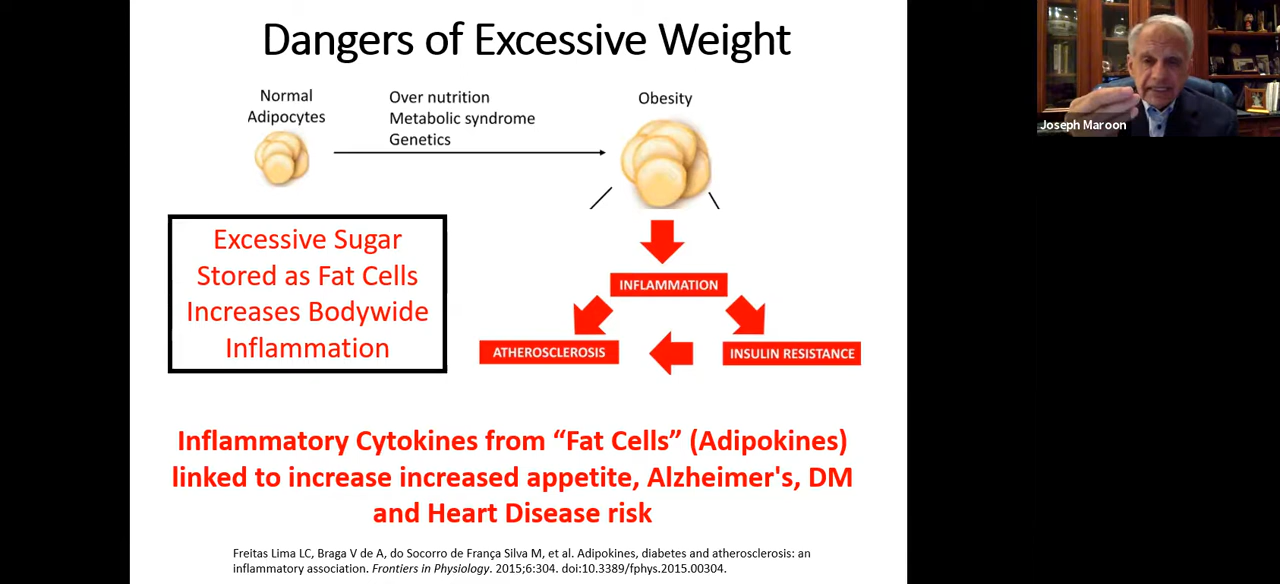 Dangers of Excessive Weight
Normal
Adipocytes
Over nutrition
Metabolic syndrome
Genetics
Obesity
Excessive Sugar
Stored as Fat Cells
Increases Bodywide
Inflammation
INFLAMMATION
ATHEROSCLEROSIS
INSULIN RESISTANCE
Inflammatory Cytokines from “Fat Cells” (Adipokines)
linked to increase increased appetite, Alzheimer's, DM
and Heart Disease risk
Freitas Lima LC, Braga V de A, do Socorro de França Silva M, et al. Adipokines, diabetes and atherosclerosis: an
inflammatory association. Frontiers in Physiology. 2015;6:304. doi:10.3389/fphys.2015.00304.
Joseph Maroon